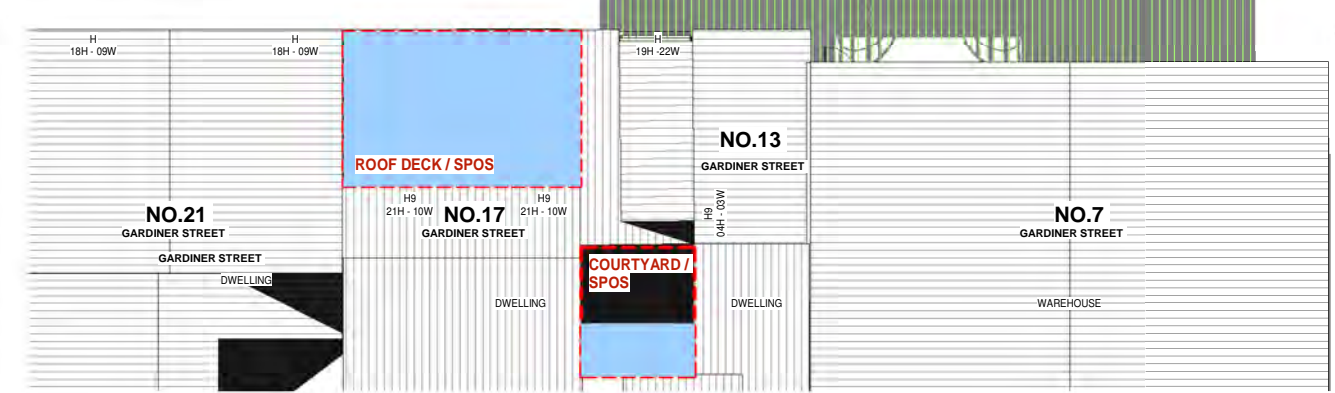 H
18H - 09W
H
18H - 09W
H
19H -22W
ROOF DECK / SPOS
NO.13
GARDINER STREET
H9
21H - 10W
H9
21H - 10W
H9
04H - 03W
NO.21
GARDINER STREET
NO.17
GARDINER STREET
NO.7
GARDINER STREET
GARDINER STREET
DWELLING
COURTYARD /
SPOS
DWELLING
DWELLING
WAREHOUSE